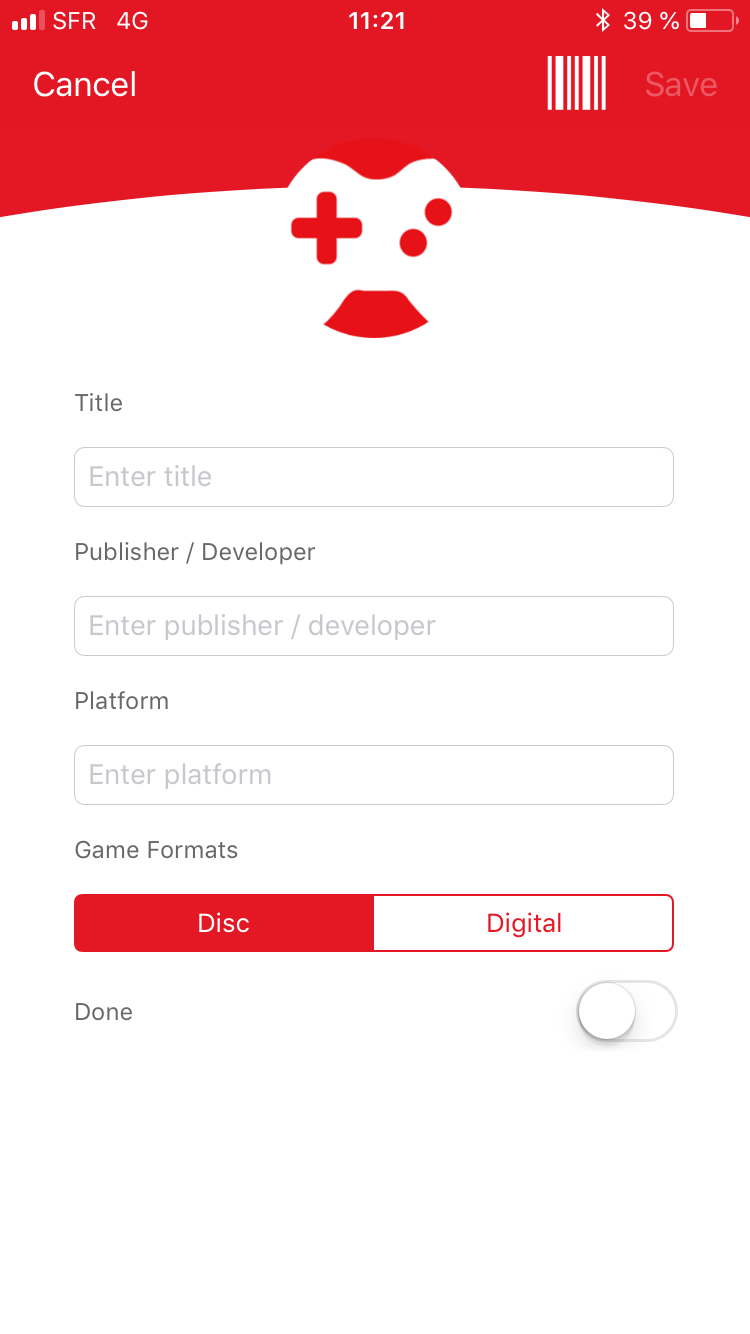 SFR 4G 11:21 39 %
Cancel Save
Title
Enter title
Publisher / Developer
Enter publisher / developer
Platform
Enter platform
Game Formats
Disc Digital
Done